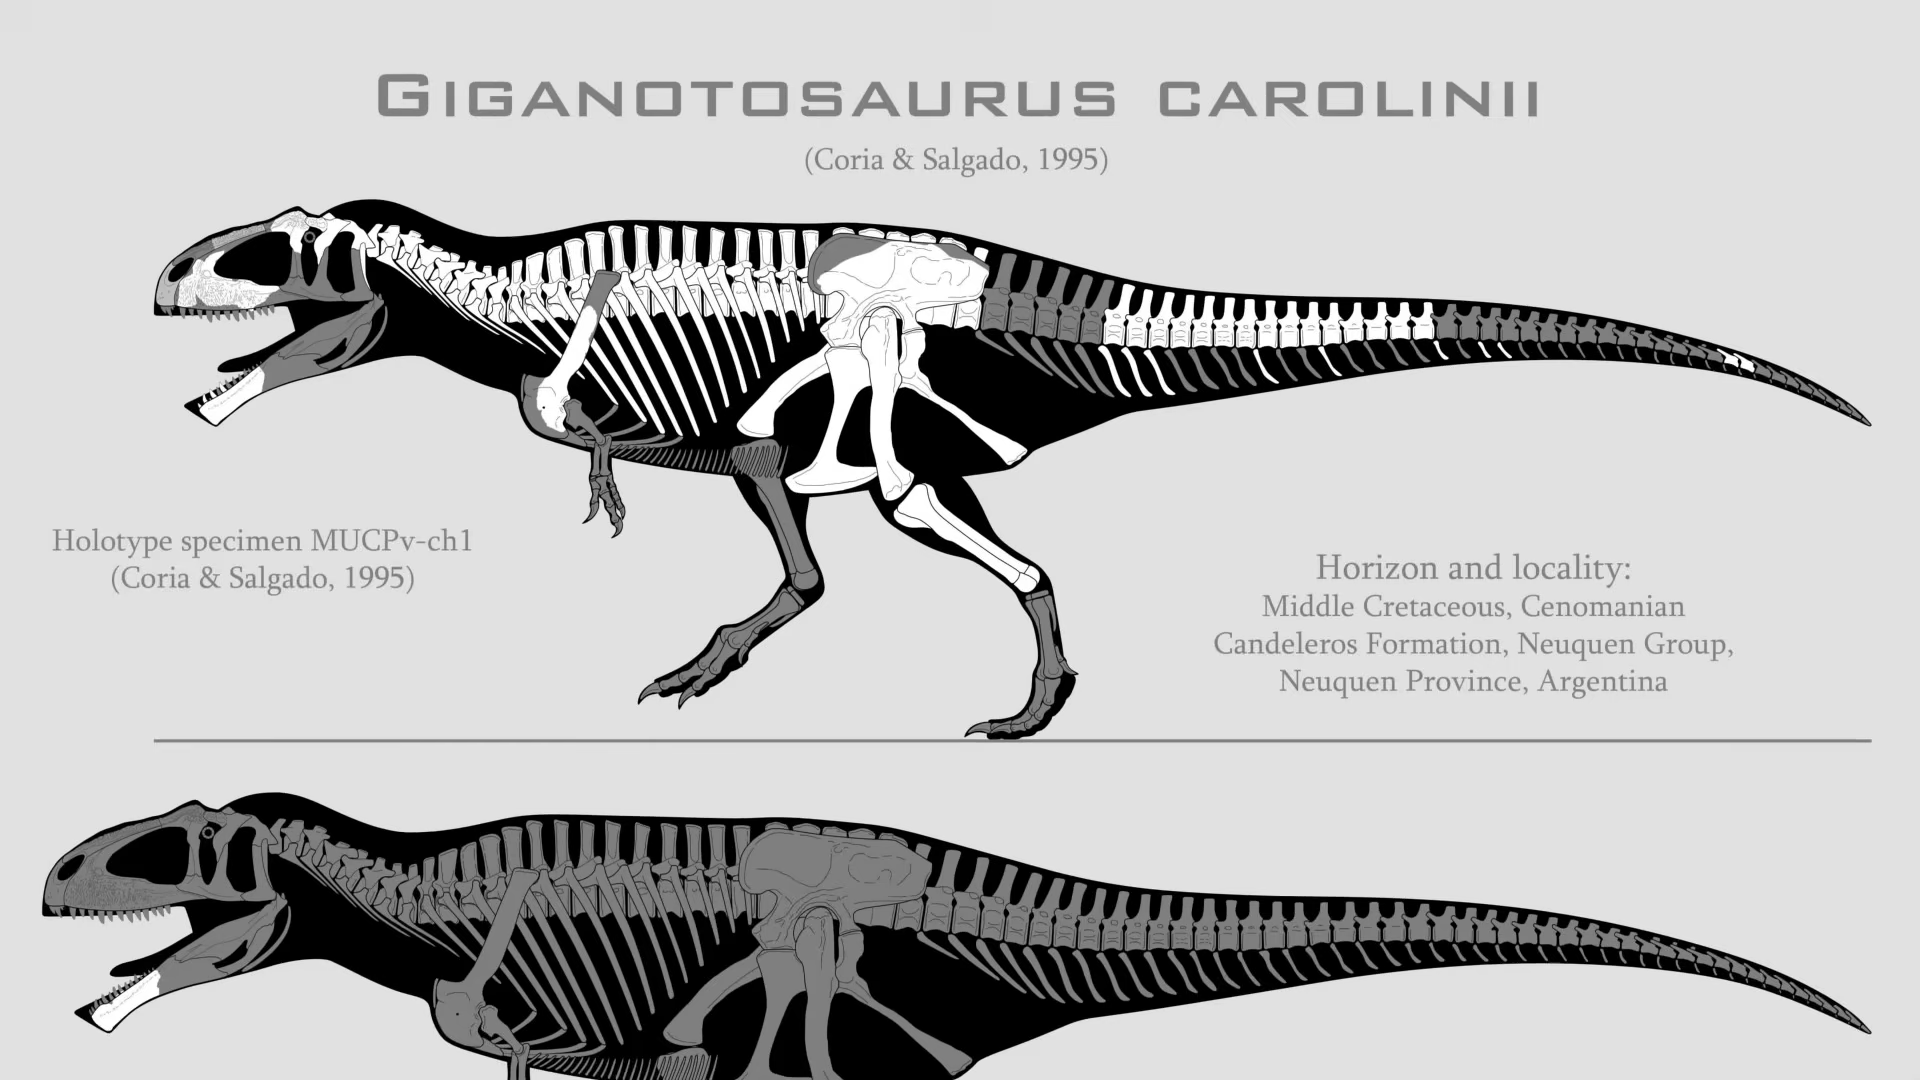 GIGANOTOSAURUS CAROLINII
(Coria & Salgado, 1995)
Holotype specimen MUCPv-ch1
(Coria & Salgado, 1995)
Horizon and locality:
Middle Cretaceous, Cenomanian
Candeleros Formation, Neuquen Group,
Neuquen Province, Argentina